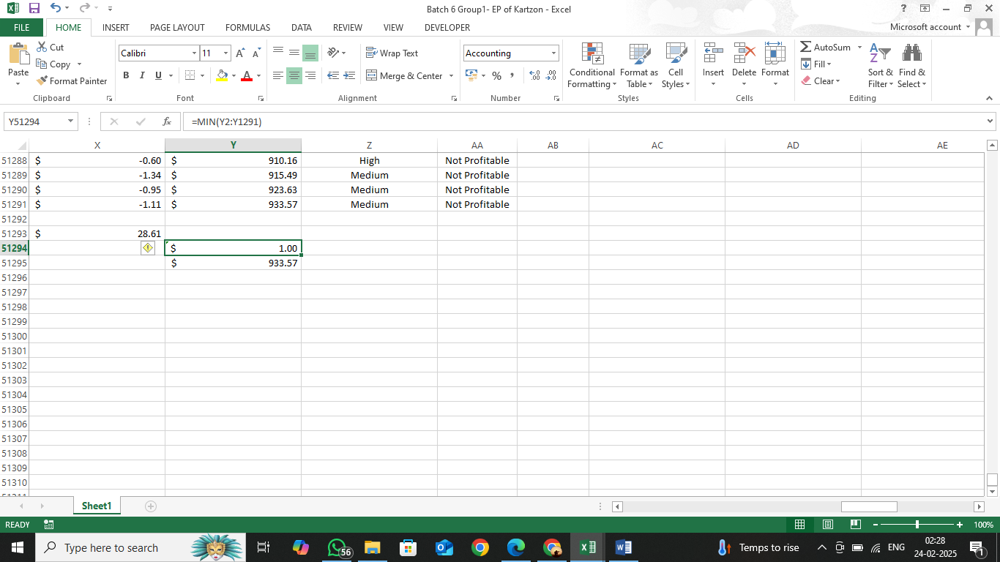 Batch 6 Group1- EP of Kartzon - Excel
?
FILE HOME INSERT PAGE LAYOUT FORMULAS DATA REVIEW VIEW DEVELOPER Microsoft account
Paste Cut Copy Format Painter
Calibri 11
B I U A
Wrap Text
Merge & Center
Accounting
%
Conditional Formatting Format as Table Cell Styles
Insert Delete Format
AutoSum Fill Clear
Sort & Filter Find & Select
Clipboard Font Alignment Number Styles Cells Editing
Y51294 fx =MIN(Y2:Y1291)
X Y Z AA AB AC AD AE
51288 $ -0.60 $ 910.16 High Not Profitable
51289 $ -1.34 $ 915.49 Medium Not Profitable
51290 $ -0.95 $ 923.63 Medium Not Profitable
51291 $ -1.11 $ 933.57 Medium Not Profitable
51292
51293 $ 28.61
51294 $ 1.00
51295 $ 933.57
51296
51297
51298
51299
51300
51301
51302
51303
51304
51305
51306
51307
51308
51309
51310
51311
Sheet1
READY 100%
Type here to search 56 Temps to rise ENG 02:28
24-02-2025 1